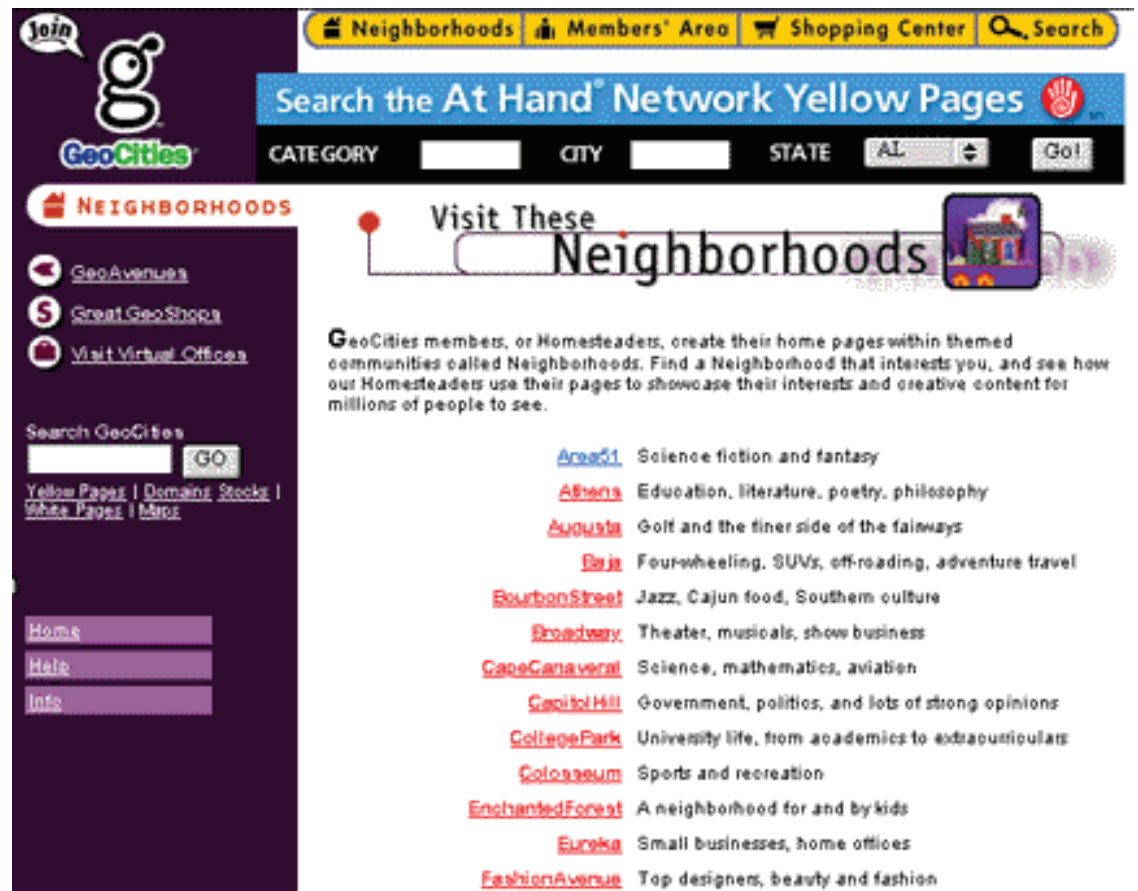 Join
Neighborhoods Members' Area Shopping Center Search
GeoCities
Search the At Hand Network Yellow Pages
CATEGORY CITY STATE AL Go!
NEIGHBORHOODS
GeoAvenues
Great GeoShops
Visit Virtual Offices
Search GeoCities
GO
Yellow Pages | Domains Stocks |
White Pages | Maps
Home
Help
Info
Visit These
Neighborhoods
GeoCities members, or Homesteaders, create their home pages within themed
communities called Neighborhoods. Find a Neighborhood that interests you, and see how
our Homesteaders use their pages to showcase their interests and creative content for
millions of people to see.
Area51 Science fiction and fantasy
Athens Education, literature, poetry, philosophy
Augusta Golf and the finer side of the fairways
Baja Four-wheeling, SUVs, off-roading, adventure travel
BourbonStreet Jazz, Cajun food, Southern culture
Broadway Theater, musicals, show business
CapeCanaveral Science, mathematics, aviation
CapitolHill Government, politics, and lots of strong opinions
CollegePark University life, from academics to extracurriculars
Colosseum Sports and recreation
EnchantedForest A neighborhood for and by kids
Eureka Small businesses, home offices
FashionAvenue Top designers, beauty and fashion